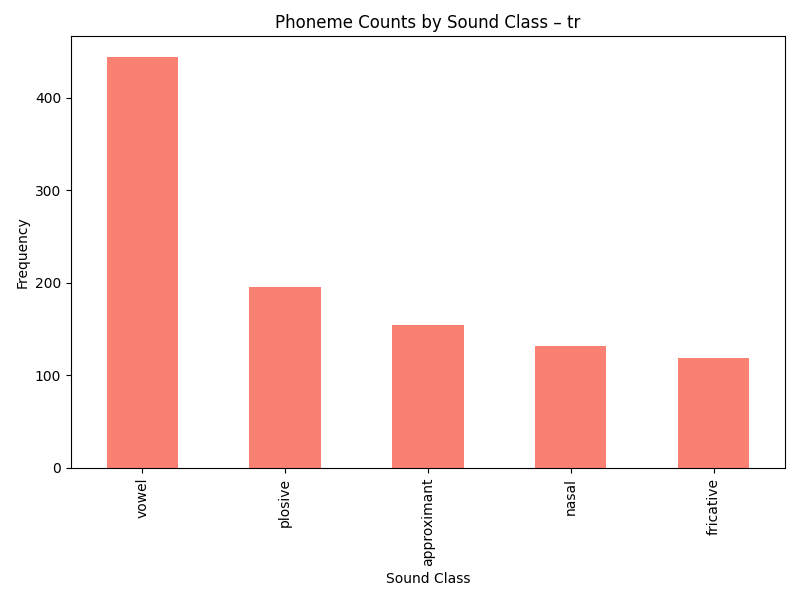 Phoneme Counts by Sound Class – tr
Frequency
400
300
200
100
0
vowel
plosive
approximant
nasal
fricative
Sound Class